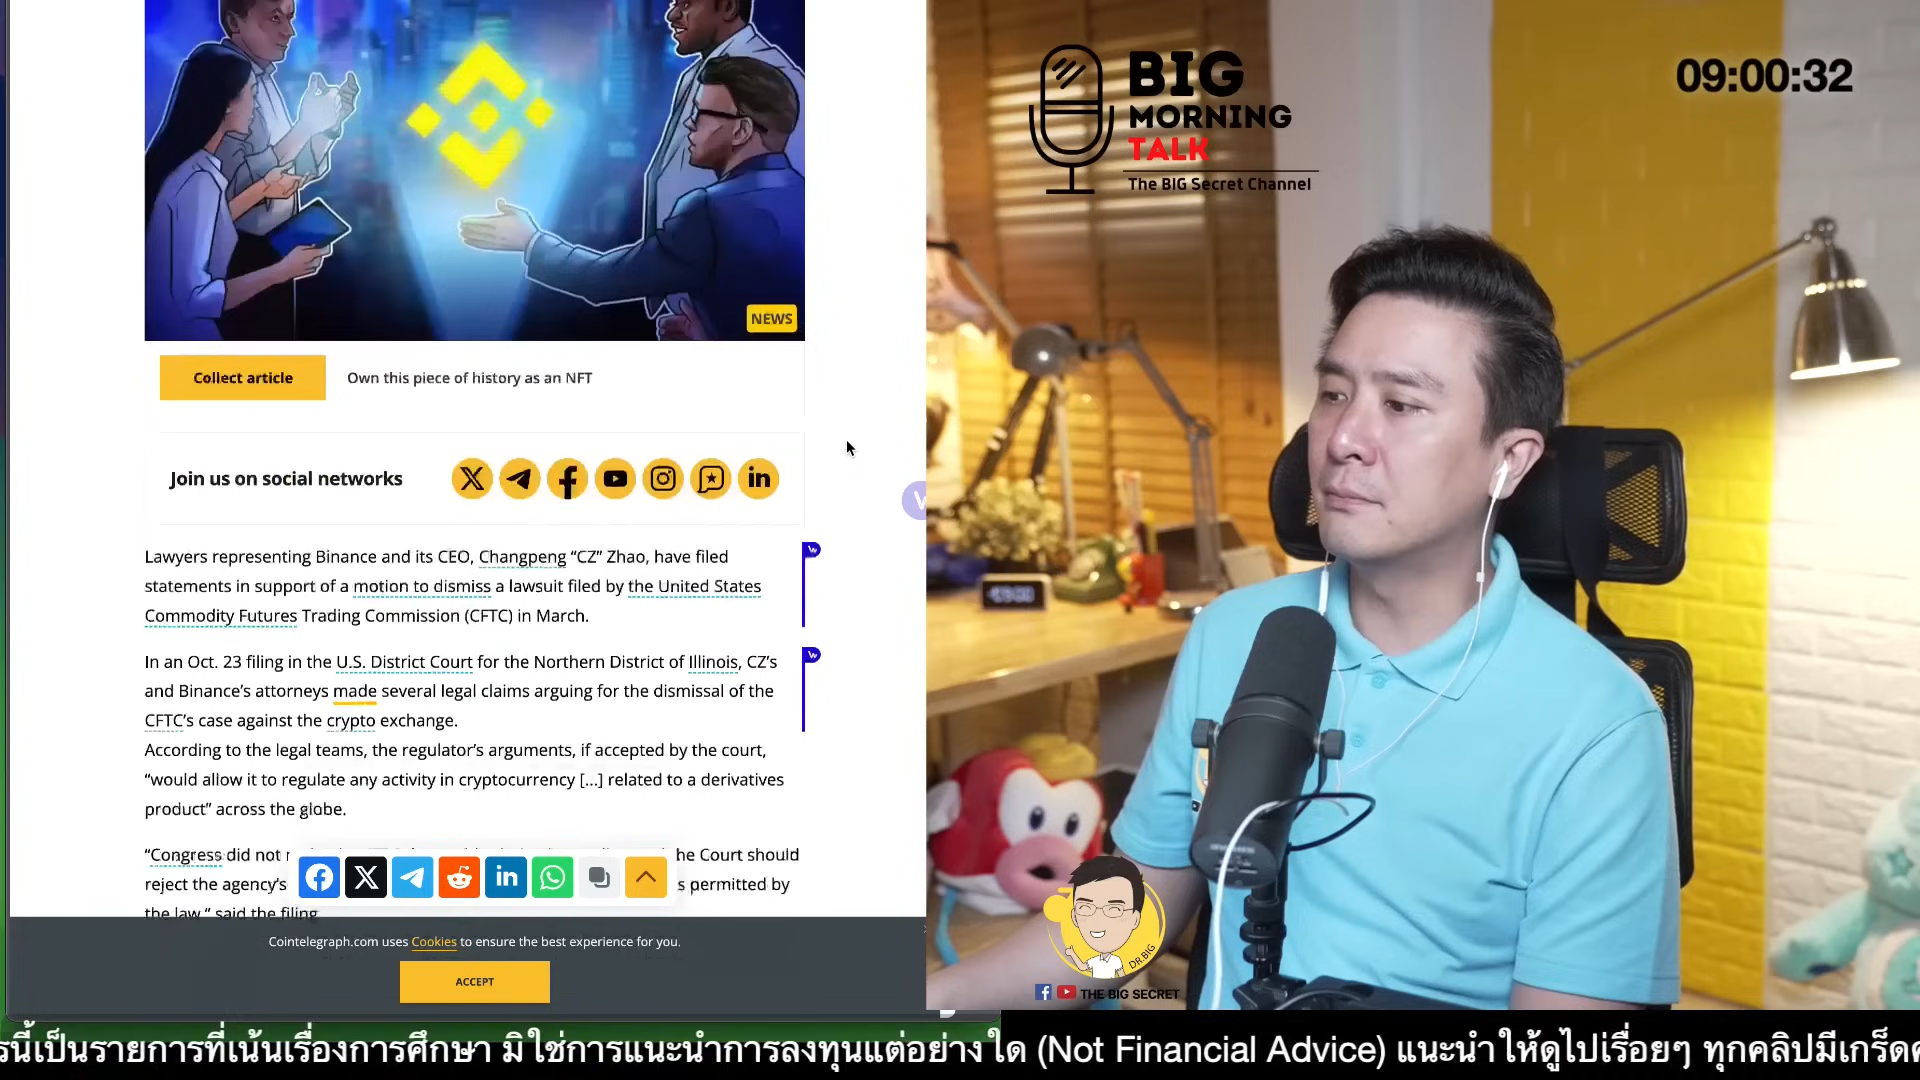 NEWS
Collect article
Own this piece of history as an NFT
Join us on social networks
Lawyers representing Binance and its CEO, Changpeng “CZ” Zhao, have filed
statements in support of a motion to dismiss a lawsuit filed by the United States
Commodity Futures Trading Commission (CFTC) in March.
In an Oct. 23 filing in the U.S. District Court for the Northern District of Illinois, CZ’s
and Binance’s attorneys made several legal claims arguing for the dismissal of the
CFTC’s case against the crypto exchange.
According to the legal teams, the regulator’s arguments, if accepted by the court,
“would allow it to regulate any activity in cryptocurrency [...] related to a derivatives
product” across the globe.
“Congress did not he Court should
reject the agency’s s permitted by
the law,” said the filing
Cointelegraph.com uses Cookies to ensure the best experience for you.
ACCEPT
BIG
MORNING
TALK
The BIG Secret Channel
09:00:32
DR.BIG
THE BIG SECRET
รนี้เป็นรายการที่เน้นเรื่องการศึกษา มิใช่การแนะนำการลงทุนแต่อย่างใด (Not Financial Advice) แนะนำให้ดูไปเรื่อยๆ ทุกคลิปมีเกร็ด